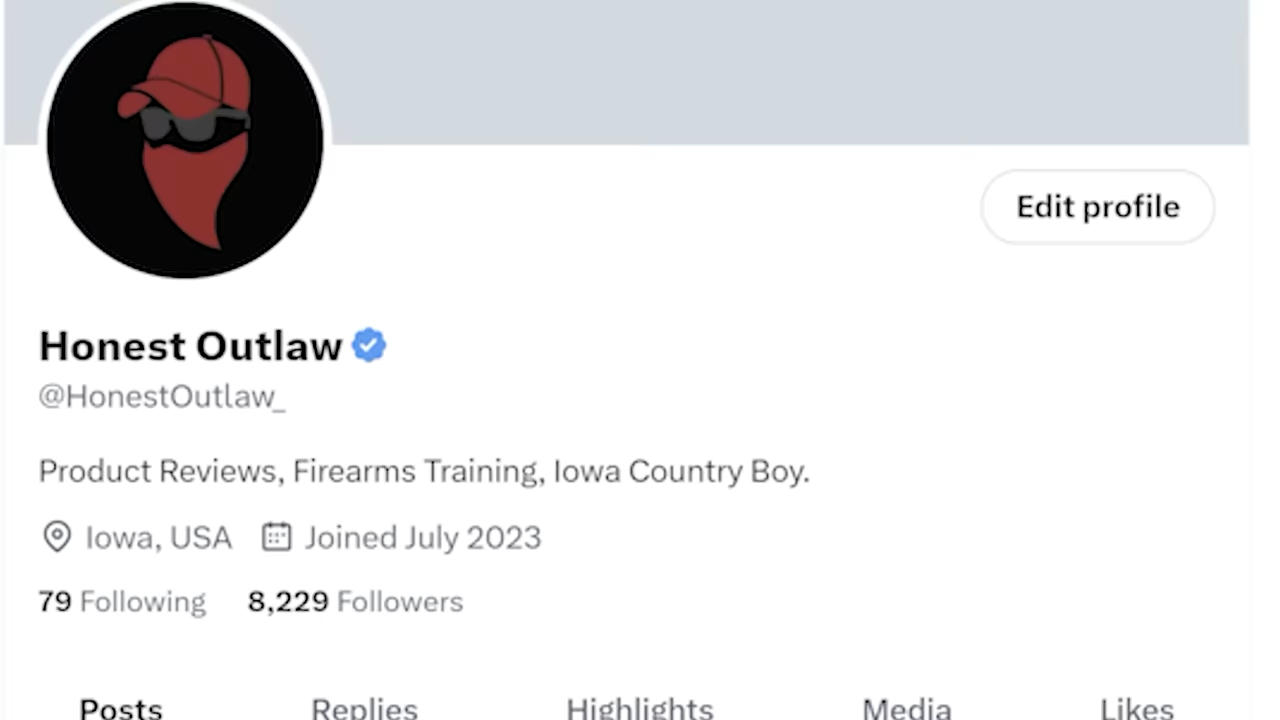 Edit profile
Honest Outlaw
@HonestOutlaw_
Product Reviews, Firearms Training, Iowa Country Boy.
Iowa, USA Joined July 2023
79 Following 8,229 Followers
Posts Replies Highlights Media Likes